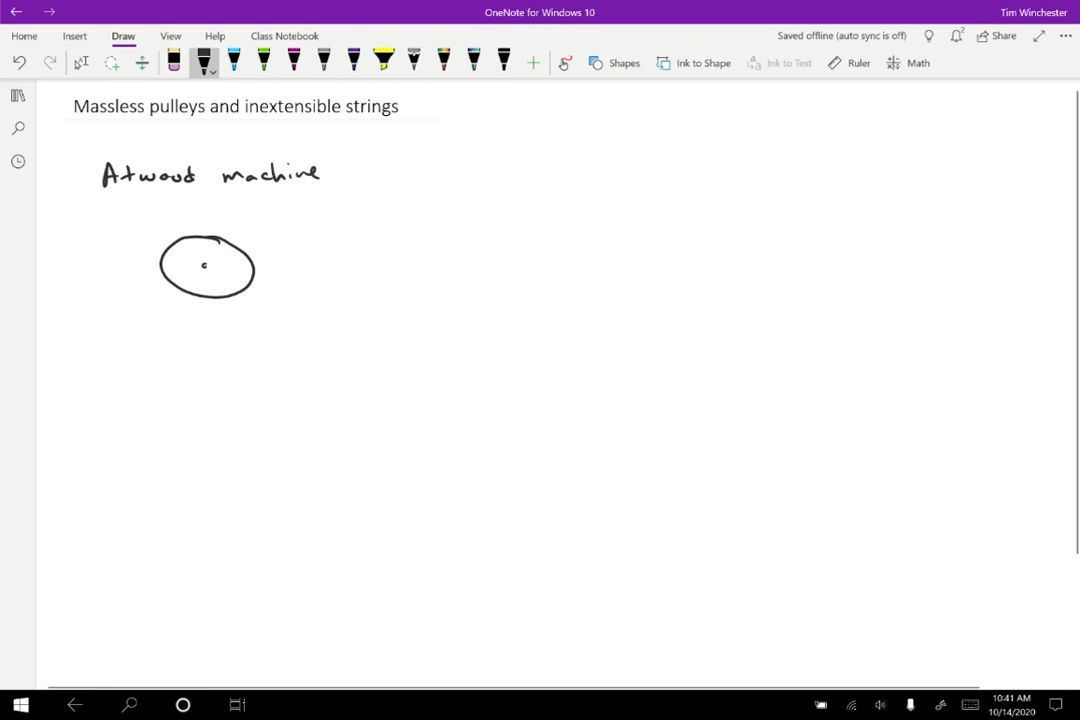 OneNote for Windows 10
Tim Winchester
Home Insert Draw View Help Class Notebook
Saved offline (auto sync is off) Share
Shapes Ink to Shape Ink to Text Ruler Math
Massless pulleys and inextensible strings
Atwood machine
10:41 AM
10/14/2020